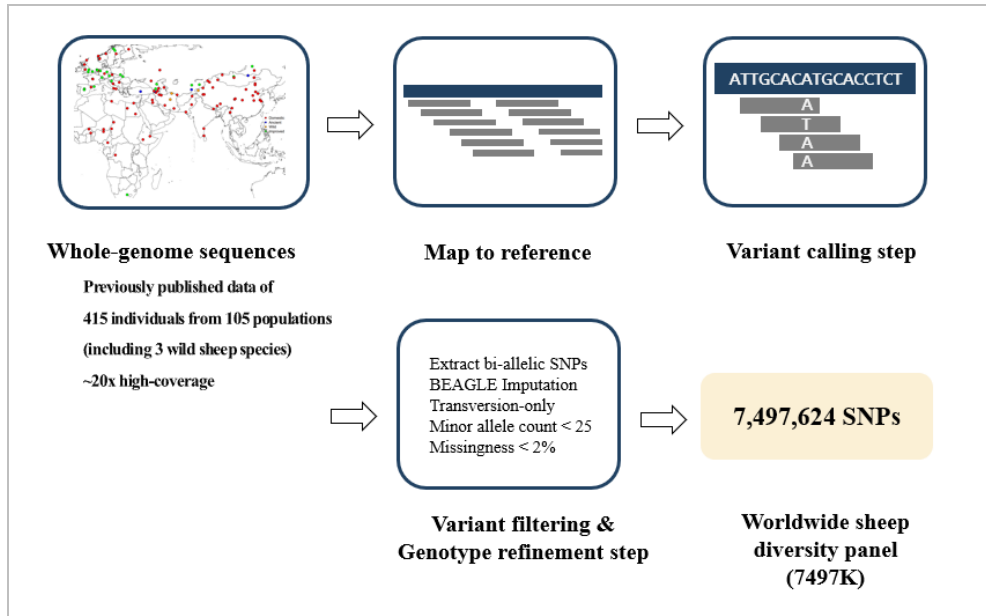 ATTGCACATGCACCTCT
A
T
A
A
Whole-genome sequences
Map to reference
Variant calling step
Previously published data of
415 individuals from 105 populations
(including 3 wild sheep species)
~20x high-coverage
Extract bi-allelic SNPs
BEAGLE Imputation
Transversion-only
Minor allele count < 25
Missingness < 2%
7,497,624 SNPs
Variant filtering &
Genotype refinement step
Worldwide sheep
diversity panel
(7497K)